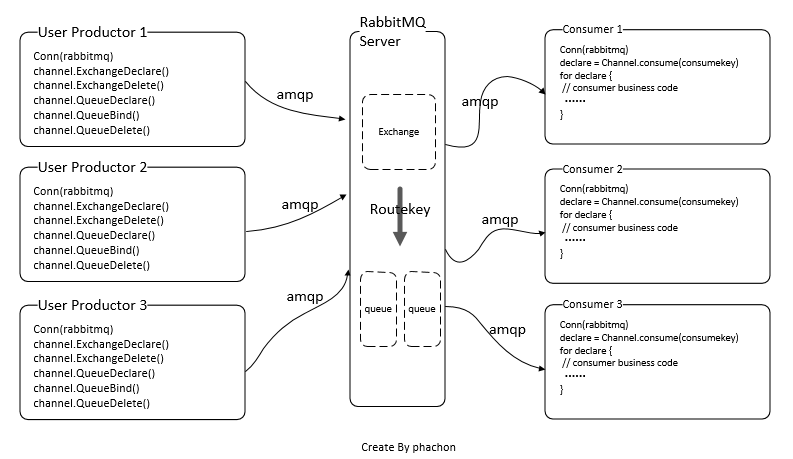 User Productor 1
Conn(rabbitmq)
channel.ExchangeDeclare()
channel.ExchangeDelete()
channel.QueueDeclare()
channel.QueueBind()
channel.QueueDelete()
User Productor 2
Conn(rabbitmq)
channel.ExchangeDeclare()
channel.ExchangeDelete()
channel.QueueDeclare()
channel.QueueBind()
channel.QueueDelete()
User Productor 3
Conn(rabbitmq)
channel.ExchangeDeclare()
channel.ExchangeDelete()
channel.QueueDeclare()
channel.QueueBind()
channel.QueueDelete()
amqp
amqp
amqp
RabbitMQ
Server
Exchange
Routekey
queue
queue
amqp
amqp
amqp
Consumer 1
Conn(rabbitmq)
declare = Channel.consume(consumekey)
for declare {
// consumer business code
......
}
Consumer 2
Conn(rabbitmq)
declare = Channel.consume(consumekey)
for declare {
// consumer business code
......
}
Consumer 3
Conn(rabbitmq)
declare = Channel.consume(consumekey)
for declare {
// consumer business code
......
}
Create By phachon